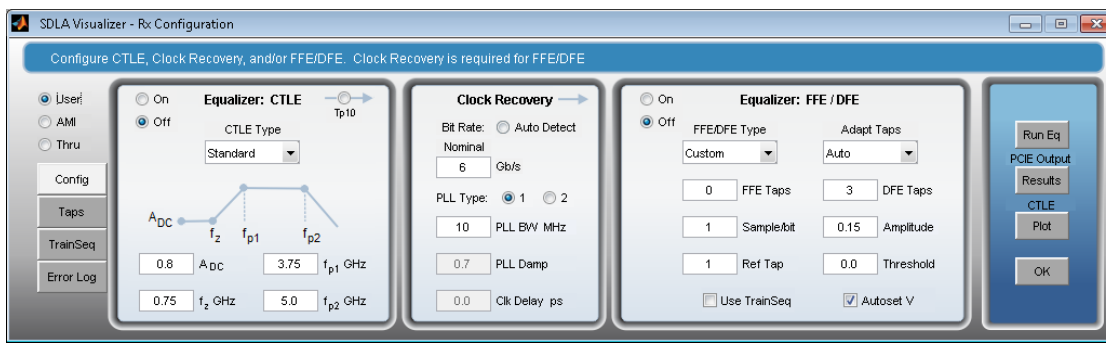 SDLA Visualizer - Rx Configuration
Configure CTLE, Clock Recovery, and/or FFE/DFE. Clock Recovery is required for FFE/DFE
User
AMI
Thru
Config
Taps
TrainSeq
Error Log
On
Off
Equalizer: CTLE
Tp10
CTLE Type
Standard
ADC
fz
fp1
fp2
0.8 ADC
3.75 fp1 GHz
0.75 fz GHz
5.0 fp2 GHz
Clock Recovery
Bit Rate: Auto Detect
Nominal
6 Gb/s
PLL Type: 1 2
10 PLL BW MHz
0.7 PLL Damp
0.0 Clk Delay ps
On
Off
Equalizer: FFE / DFE
FFE/DFE Type
Custom
Adapt Taps
Auto
0 FFE Taps
3 DFE Taps
1 Sample/bit
0.15 Amplitude
1 Ref Tap
0.0 Threshold
Use TrainSeq
Autoset V
Run Eq
PCIE Output
Results
CTLE
Plot
OK